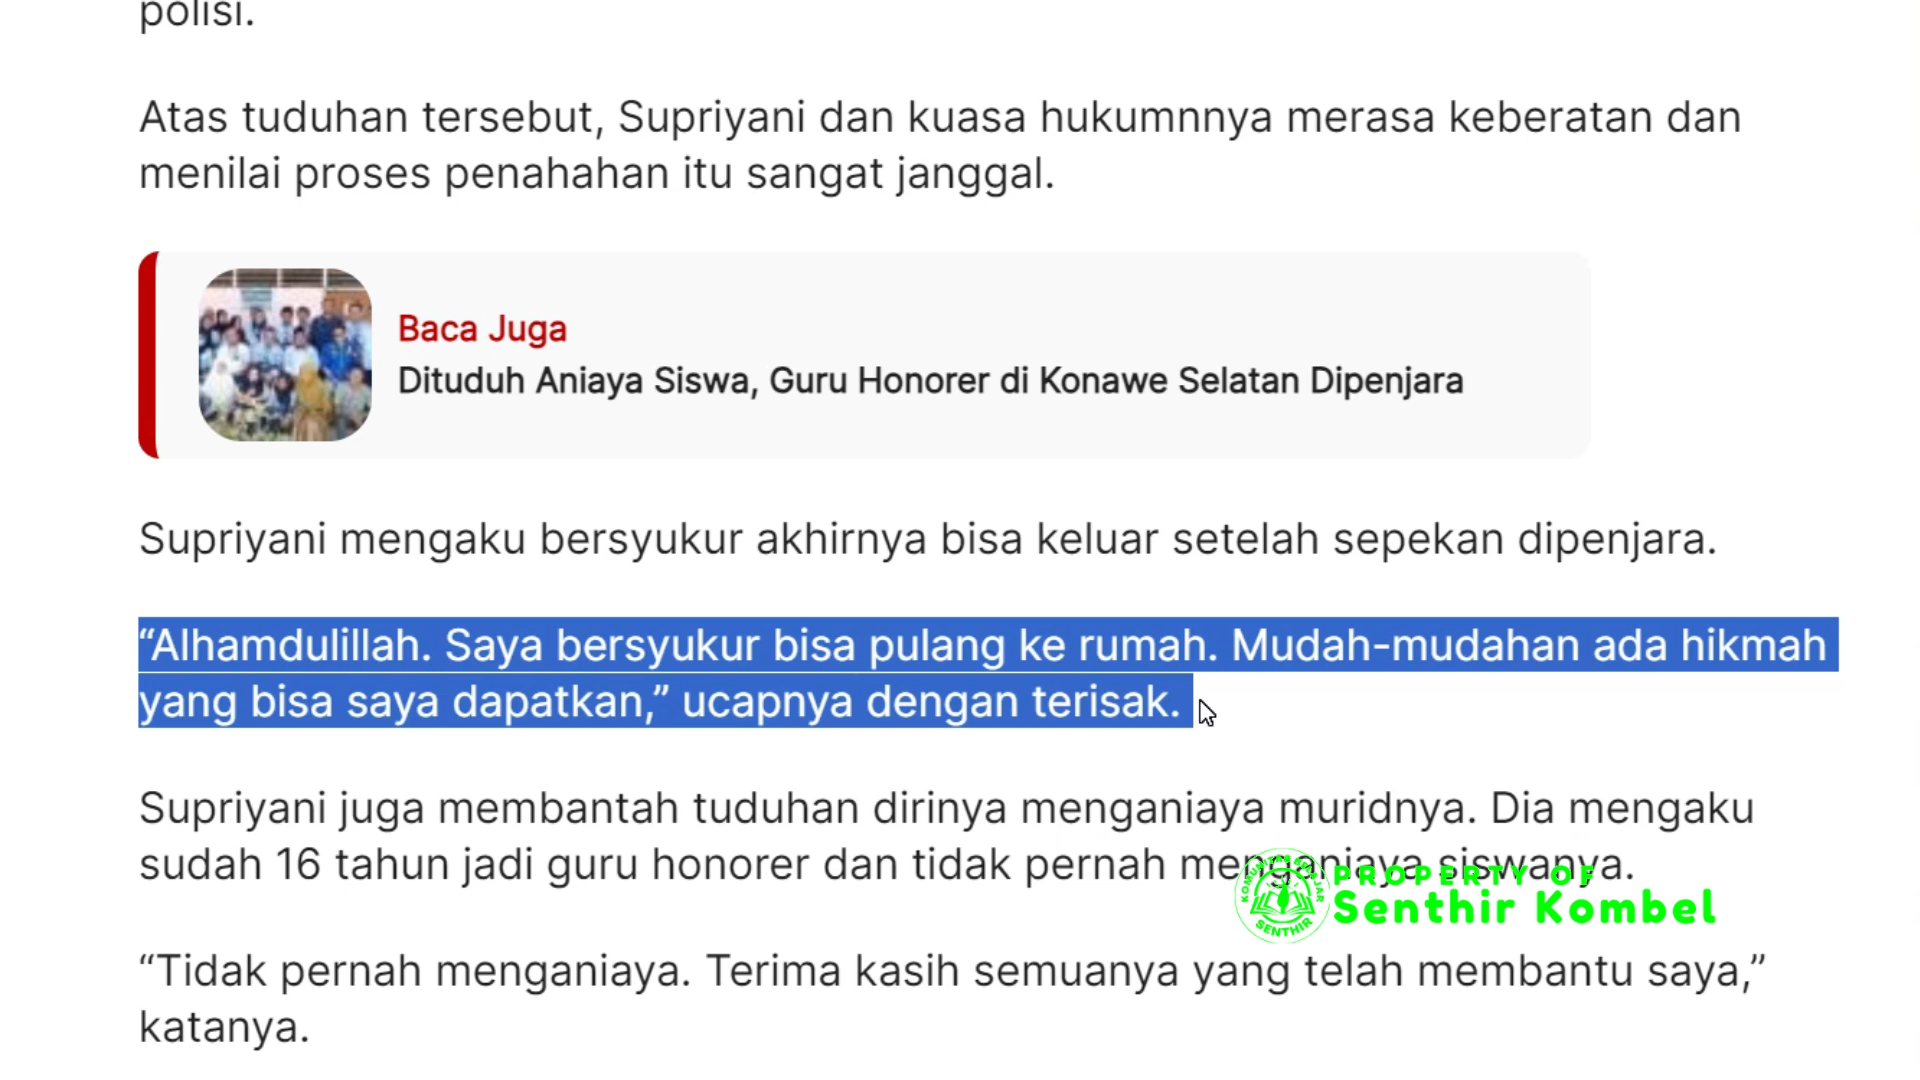 polisi.
Atas tuduhan tersebut, Supriyani dan kuasa hukumnnya merasa keberatan dan
menilai proses penahahan itu sangat janggal.
Baca Juga
Dituduh Aniaya Siswa, Guru Honorer di Konawe Selatan Dipenjara
Supriyani mengaku bersyukur akhirnya bisa keluar setelah sepekan dipenjara.
“Alhamdulillah. Saya bersyukur bisa pulang ke rumah. Mudah-mudahan ada hikmah
yang bisa saya dapatkan,” ucapnya dengan terisak.
Supriyani juga membantah tuduhan dirinya menganiaya muridnya. Dia mengaku
sudah 16 tahun jadi guru honorer dan tidak pernah menganiaya siswanya.
KOMUNITAS BELAJAR
SENTHIR
PROPERTY OF
Senthir Kombel
“Tidak pernah menganiaya. Terima kasih semuanya yang telah membantu saya,”
katanya.